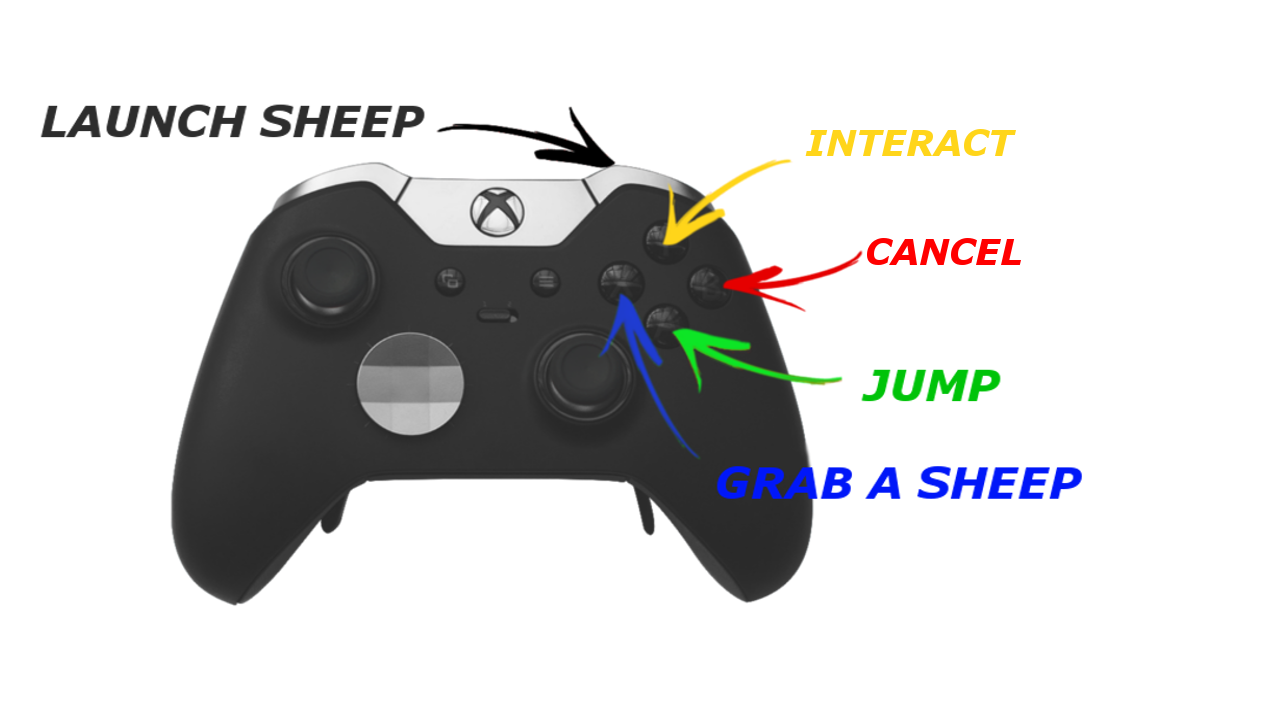 LAUNCH SHEEP
INTERACT
CANCEL
JUMP
GRAB A SHEEP